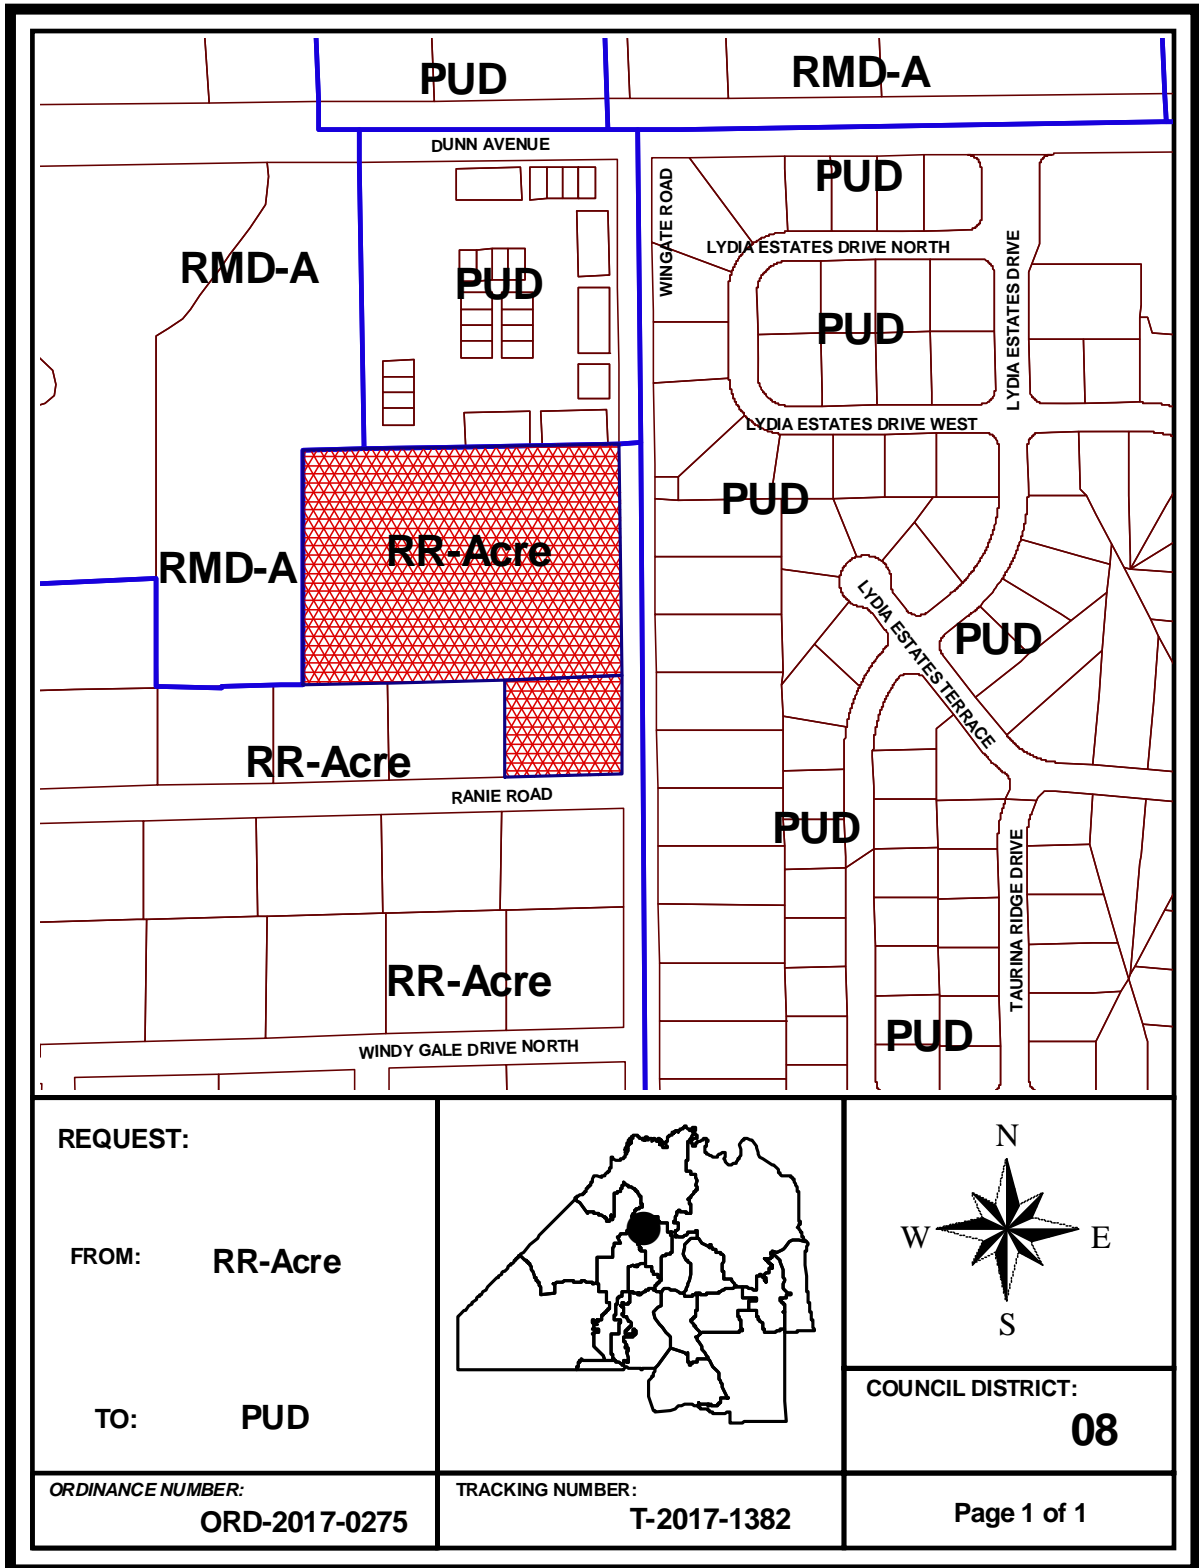 PUD
RMD-A
DUNN AVENUE
PUD
WINGATE ROAD
LYDIA ESTATES DRIVE NORTH
LYDIA ESTATES DRIVE
RMD-A
PUD
PUD
LYDIA ESTATES DRIVE WEST
PUD
RR-Acre
RMD-A
LYDIA ESTATES TERRACE
PUD
RR-Acre
RANIE ROAD
PUD
TAURINA RIDGE DRIVE
RR-Acre
PUD
WINDY GALE DRIVE NORTH
REQUEST:
FROM: RR-Acre
TO: PUD
N
W E
S
COUNCIL DISTRICT:
08
ORDINANCE NUMBER:
ORD-2017-0275
TRACKING NUMBER:
T-2017-1382
Page 1 of 1